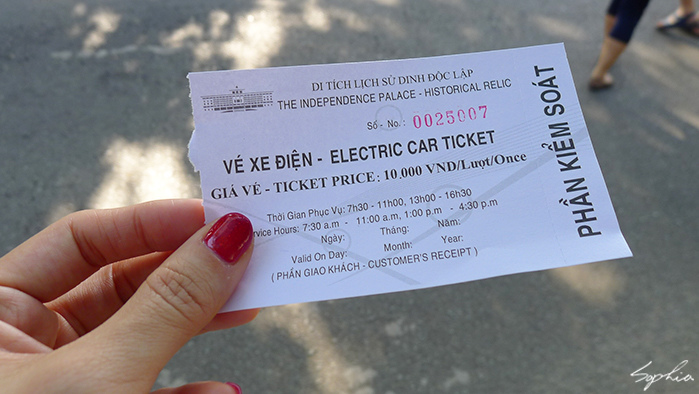 DI TÍCH LỊCH SỬ DINH ĐỘC LẬP
THE INDEPENDENCE PALACE - HISTORICAL RELIC
Số - No.: 0025007
VÉ XE ĐIỆN - ELECTRIC CAR TICKET
GIÁ VÉ - TICKET PRICE: 10.000 VND/Lượt/Once
Thời Gian Phục Vụ: 7h30 - 11h00, 13h00 - 16h30
ervice Hours: 7:30 a.m - 11:00 a.m, 1:00 p.m - 4:30 p.m
Ngày: Tháng: Năm:
Valid On Day: Month: Year:
( PHẦN GIAO KHÁCH - CUSTOMER'S RECEIPT )
PHẦN KIỂM SOÁT
Sophia